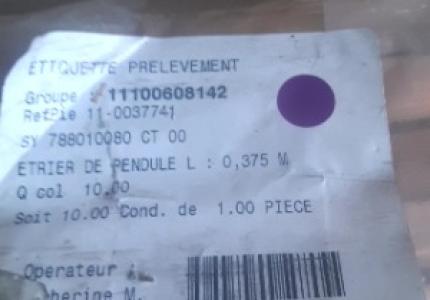 ETIQUETTE PRELEVEMENT
Groupe : 11100608142
RefPie 11-0037741
SY 788010080 CT 00
ETRIER DE PENDULE L : 0,375 M
Q col 10.00
Soit 10.00 Cond. de 1.00 PIECE
Operateur :
herine M.